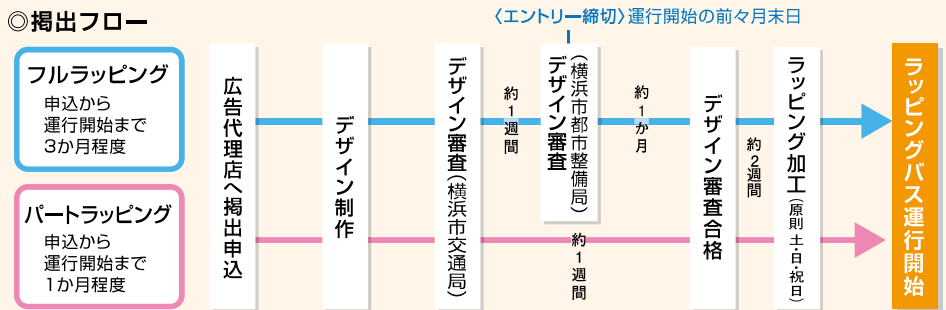 ◎掲出フロー
〈エントリー締切〉運行開始の前々月末日
フルラッピング
申込から
運行開始まで
3か月程度
パートラッピング
申込から
運行開始まで
1か月程度
広告代理店へ掲出申込
デザイン制作
デザイン審査(横浜市交通局)
約1週間
デザイン審査
(横浜市都市整備局)
約1か月
約1週間
デザイン審査合格
約2週間
ラッピング加工(原則 土・日・祝日)
ラッピングバス運行開始